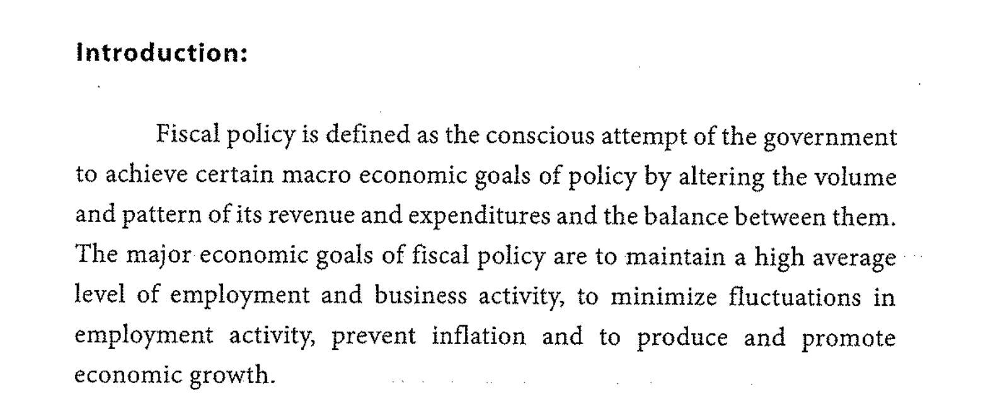 Introduction:
Fiscal policy is defined as the conscious attempt of the government
to achieve certain macro economic goals of policy by altering the volume
and pattern of its revenue and expenditures and the balance between them.
The major economic goals of fiscal policy are to maintain a high average
level of employment and business activity, to minimize fluctuations in
employment activity, prevent inflation and to produce and promote
economic growth.